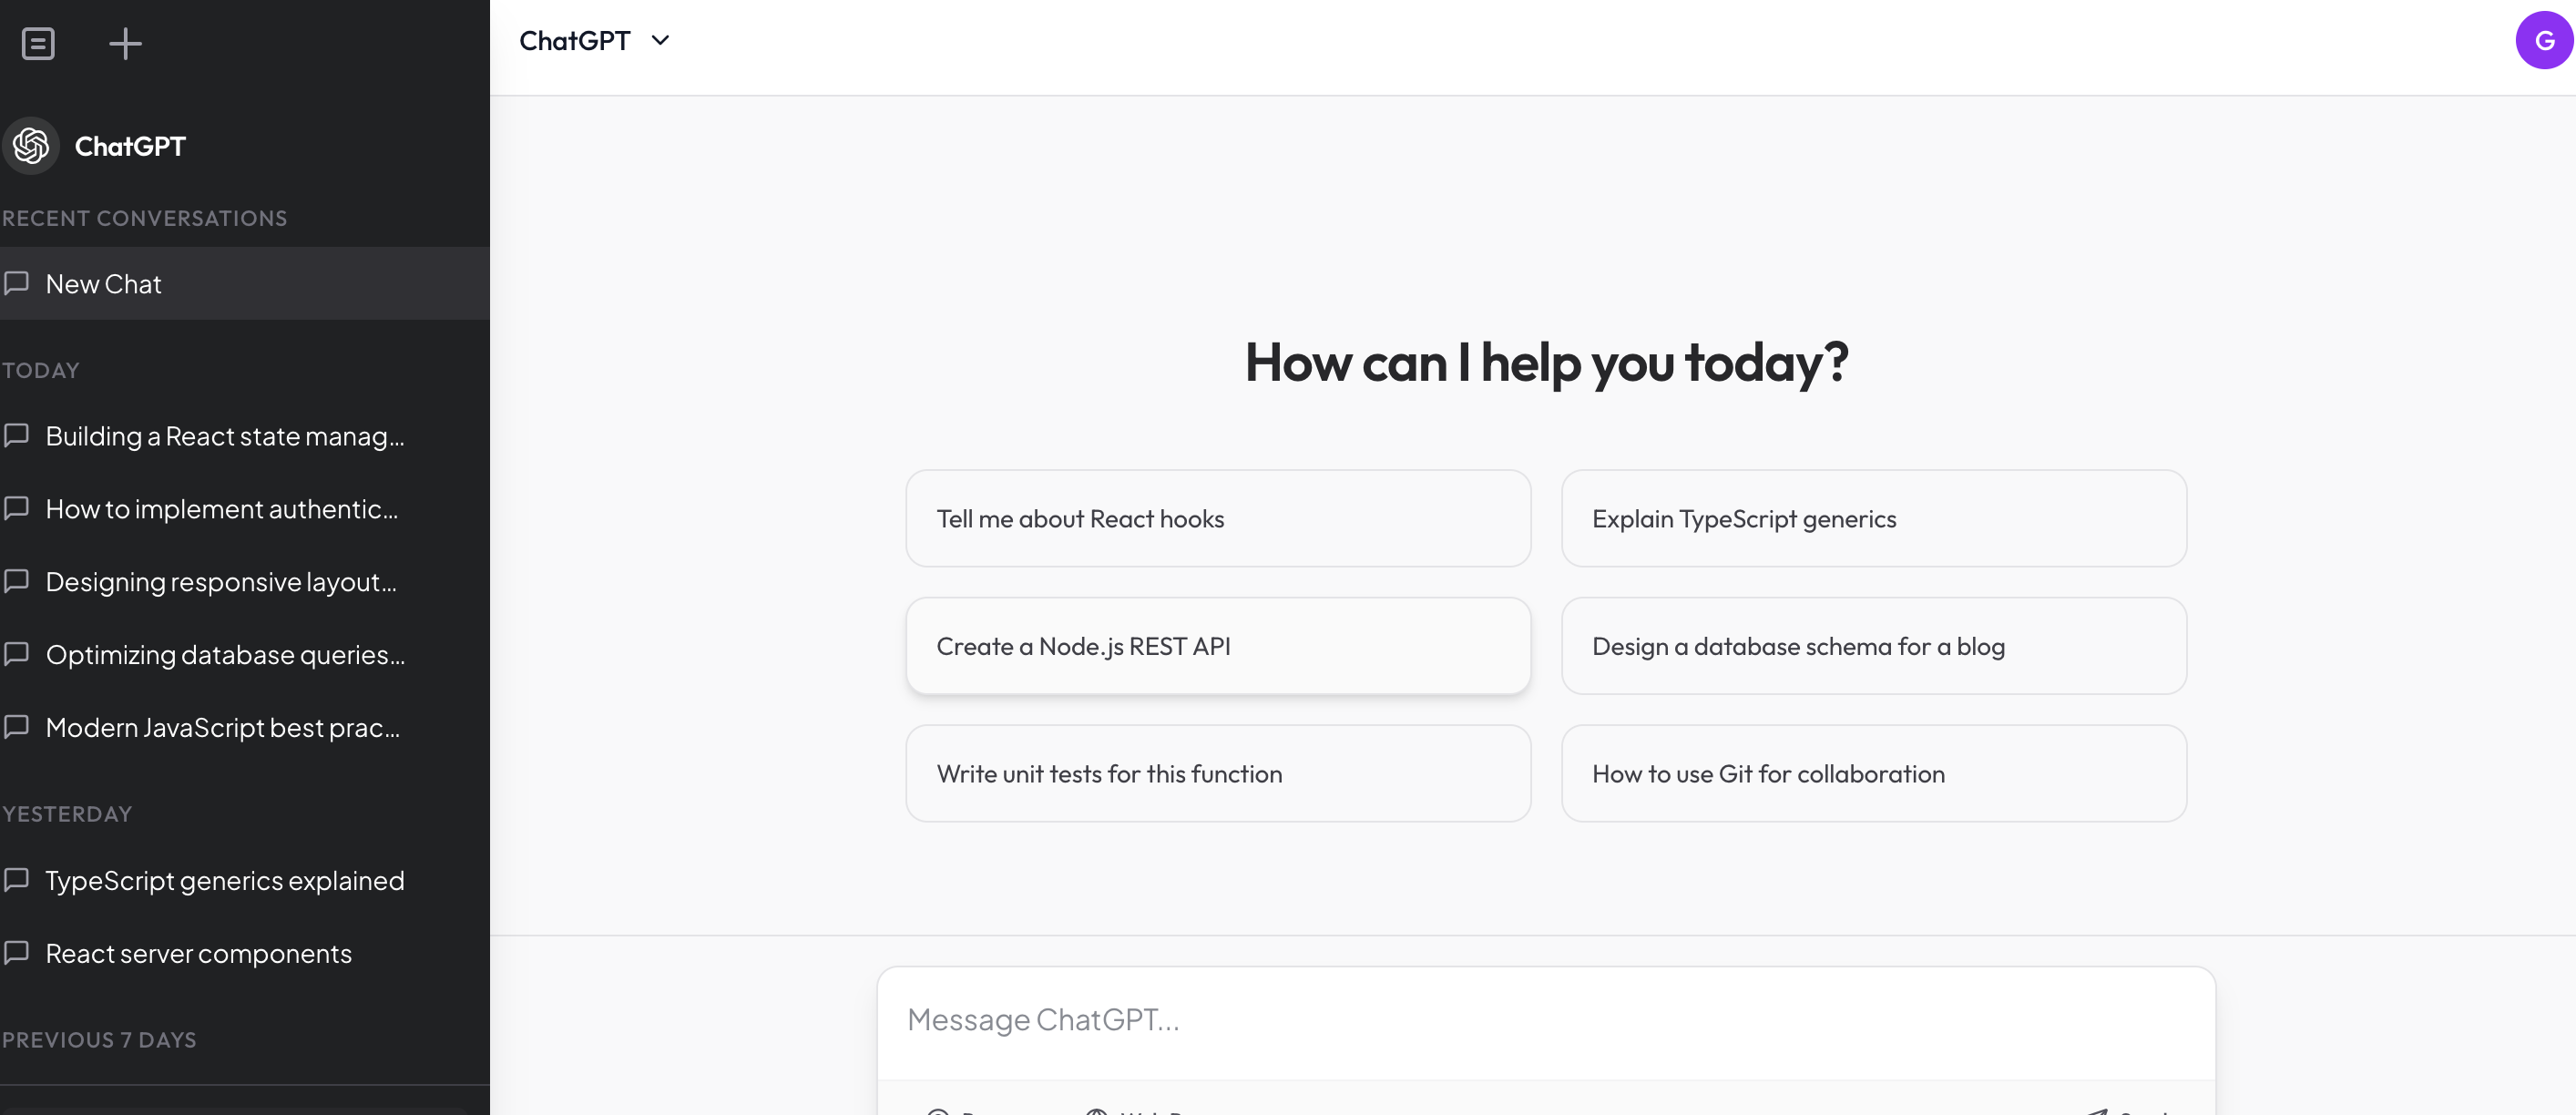 ChatGPT
RECENT CONVERSATIONS
New Chat
TODAY
Building a React state manag...
How to implement authentic...
Designing responsive layout...
Optimizing database queries...
Modern JavaScript best prac...
YESTERDAY
TypeScript generics explained
React server components
PREVIOUS 7 DAYS
ChatGPT
G
How can I help you today?
Tell me about React hooks
Explain TypeScript generics
Create a Node.js REST API
Design a database schema for a blog
Write unit tests for this function
How to use Git for collaboration
Message ChatGPT...